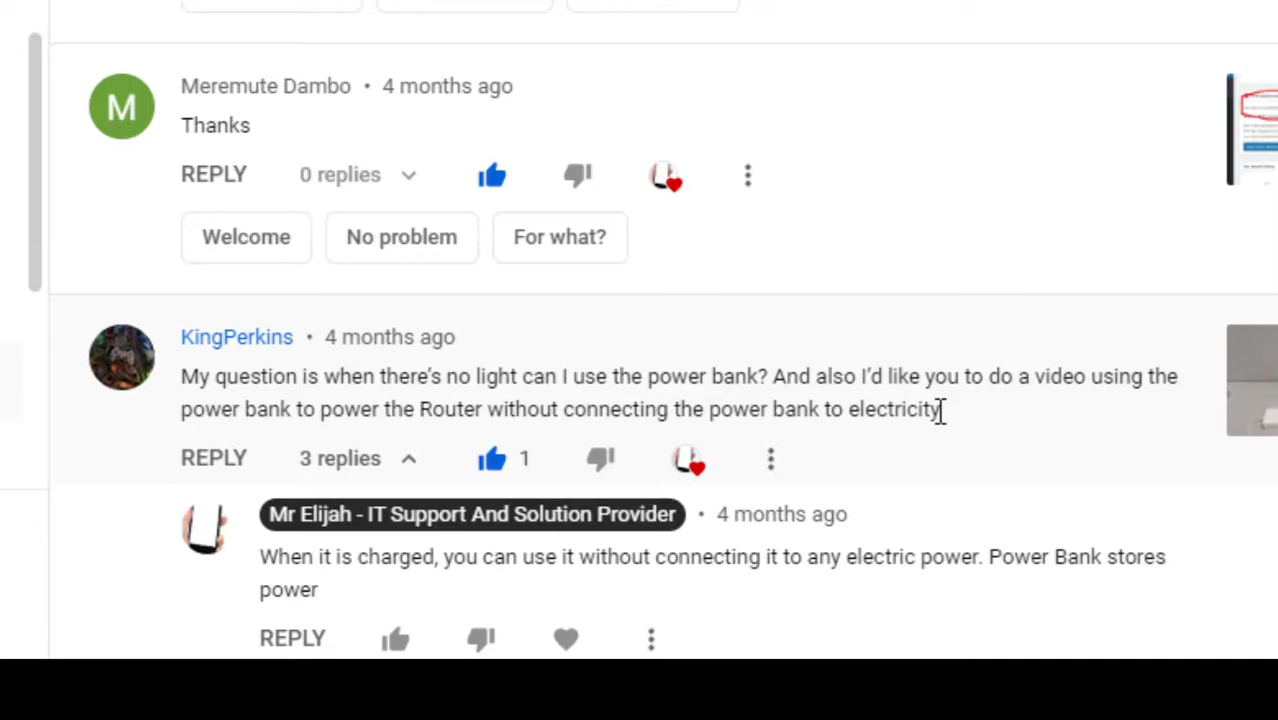 M
Meremute Dambo • 4 months ago
Thanks
REPLY 0 replies
Welcome No problem For what?
KingPerkins • 4 months ago
My question is when there's no light can I use the power bank? And also I'd like you to do a video using the
power bank to power the Router without connecting the power bank to electricity
REPLY 3 replies 1
Mr Elijah - IT Support And Solution Provider • 4 months ago
When it is charged, you can use it without connecting it to any electric power. Power Bank stores
power
REPLY